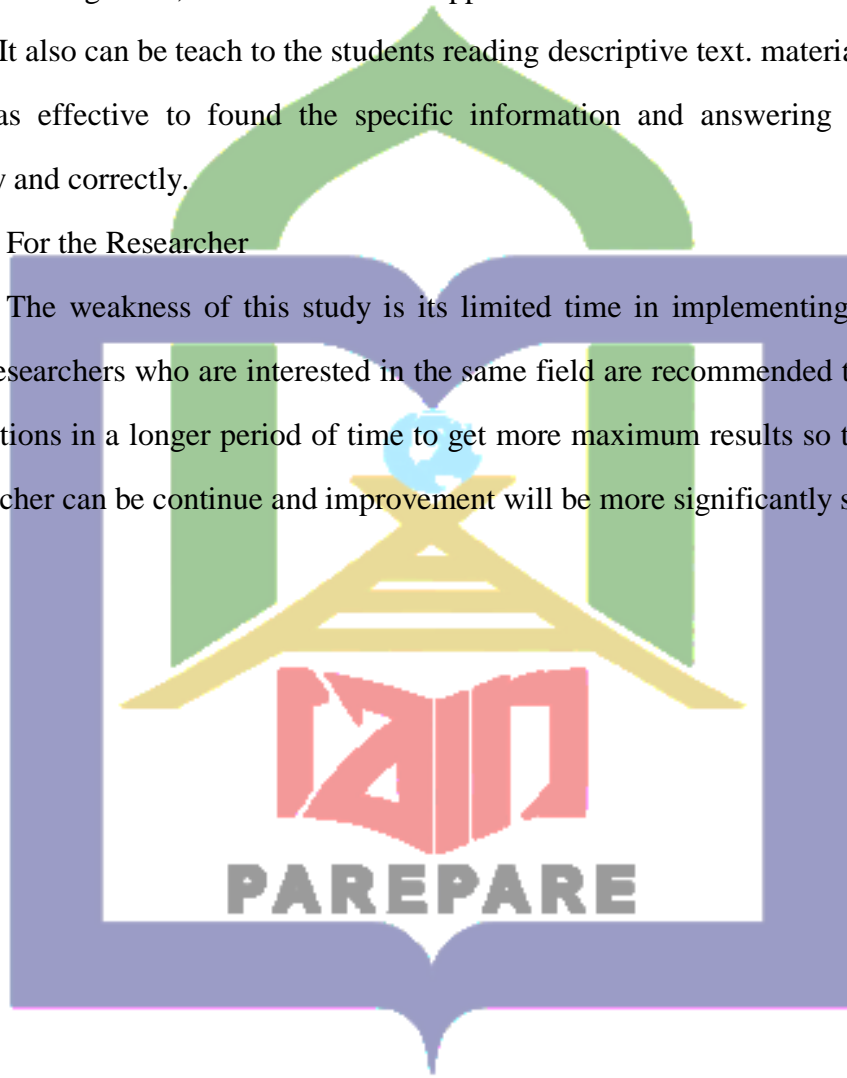 It also can be teach to the students reading descriptive text. materia
as effective to found the specific information and answering
y and correctly.
For the Researcher
The weakness of this study is its limited time in implementing
esearchers who are interested in the same field are recommended t
tions in a longer period of time to get more maximum results so t
cher can be continue and improvement will be more significantly s
iain
PAREPARE